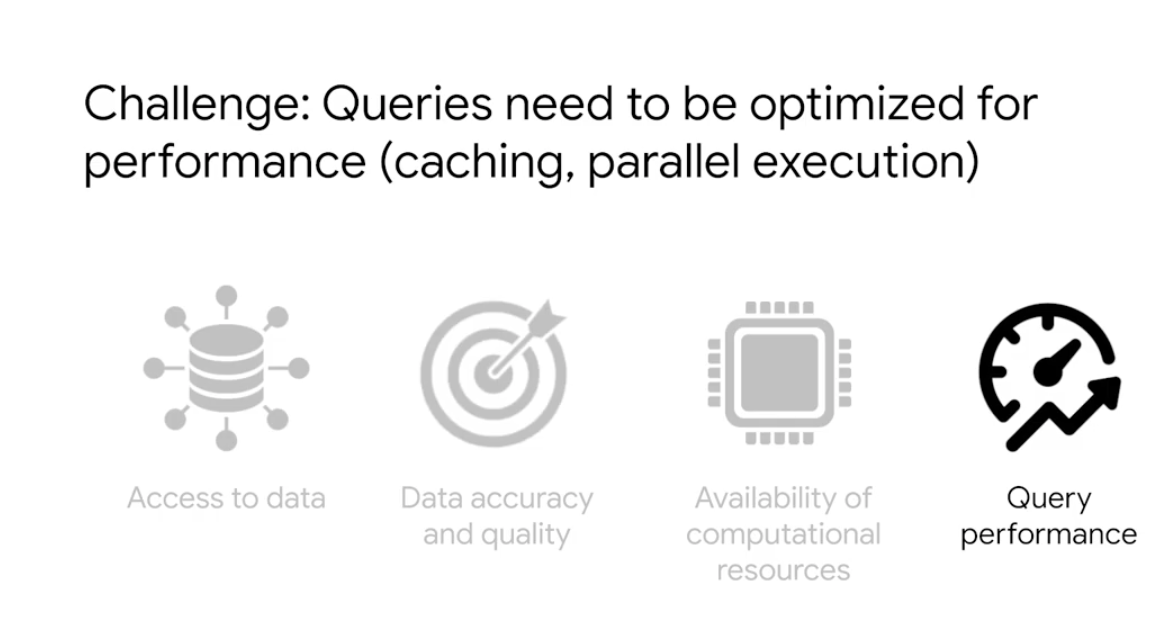 Challenge: Queries need to be optimized for
performance (caching, parallel execution)
Access to data
Data accuracy
and quality
Availability of
computational
resources
Query
performance